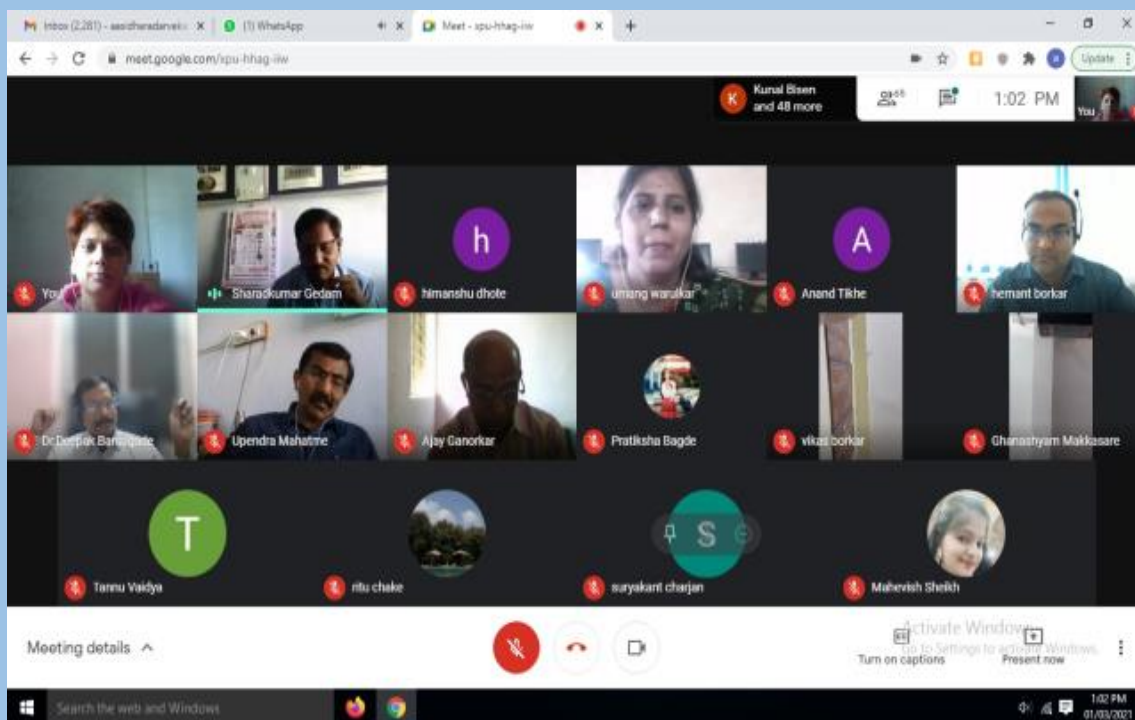 Inbox (2,281) -
(1) WhatsApp
Meet - xpu-hhag-iiw
meet.google.com/xpu-hhag-iiw
Update
K
Kunal Bisen
and 48 more
1:02 PM
You
You
Sharadkumar Gedam
h
himanshu dhote
umang warulkar
A
Anand Tikhe
hemant borkar
Dr.Deepak
Upendra Mahatme
Ajay Ganorkar
Pratiksha Bagde
vikas borkar
Ghanashyam Makkasare
T
Tannu Vaidya
ritu chake
S
suryakant charjan
Mahevish Sheikh
Meeting details
Activate Windows
Go to Settings to activate Windows.
Turn on captions
Present now
Search the web and Windows
1:02 PM
01/03/2021